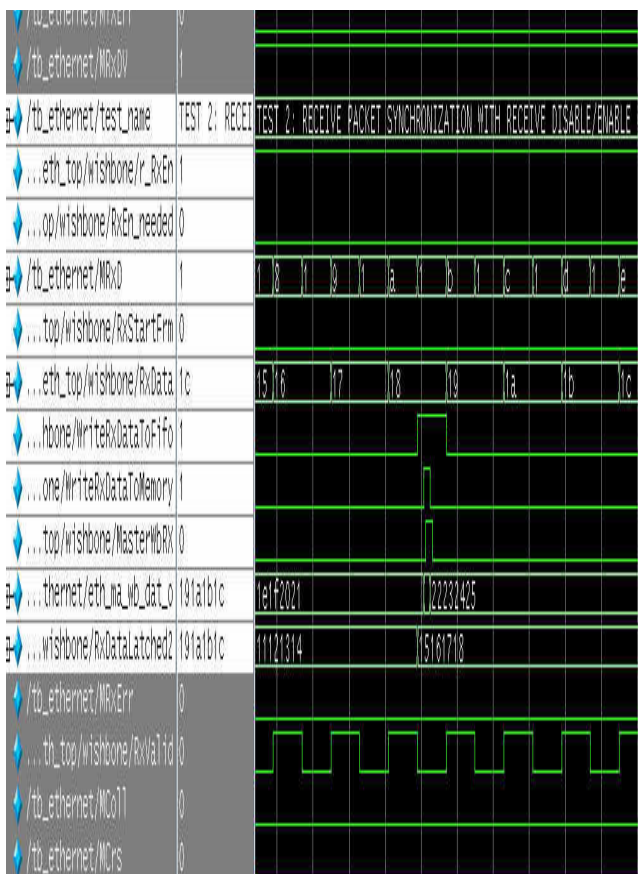 /tb_ethernet/MTxErr 0
/tb_ethernet/MRxDV 1
/tb_ethernet/test_name TEST 2: RECEI TEST 2: RECEIVE PACKET SYNCHRONIZATION WITH RECEIVE DISABLE/ENABLE
...eth_top/wishbone/r_RxEn 1
...op/wishbone/RxEn_needed 0
/tb_ethernet/MRxD 1 1 8 1 9 1 a 1 b 1 c 1 d 1 e
...top/wishbone/RxStartFrm 0
...eth_top/wishbone/RxData 1c 15 16 17 18 19 1a 1b 1c
...hbone/WriteRxDataToFifo 1
...one/WriteRxDataToMemory 1
...top/wishbone/MasterWbRX 0
...thernet/eth_ma_wb_dat_o 191a1b1c 1e1f2021 22232425
...wishbone/RxDataLatched2 191a1b1c 11121314 15161718
/tb_ethernet/MRxErr 0
...th_top/wishbone/RxValid 0
/tb_ethernet/MColl 0
/tb_ethernet/MCrs 0